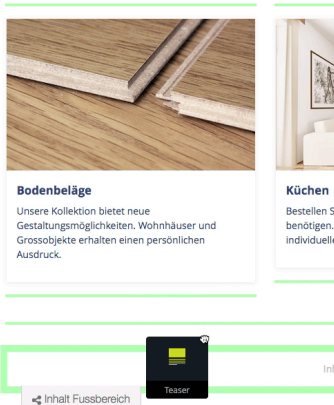 Bodenbeläge
Unsere Kollektion bietet neue
Gestaltungsmöglichkeiten. Wohnhäuser und
Grossobjekte erhalten einen persönlichen
Ausdruck.
Küchen
Bestellen S
benötigen.
individuelle
Teaser
Inhalt Fussbereich